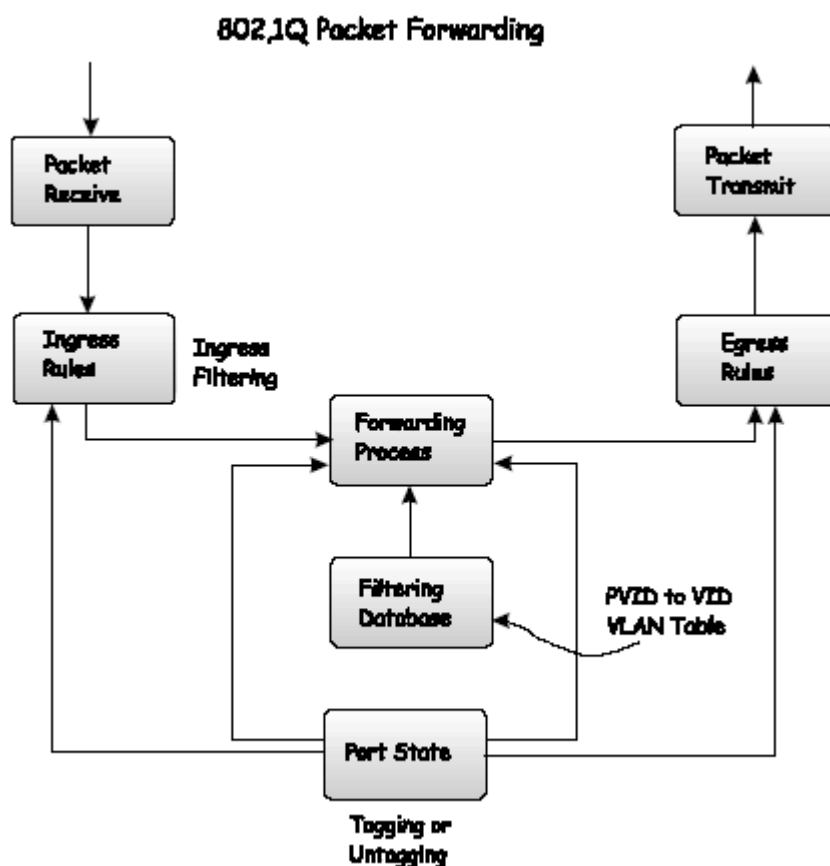 802.1Q Packet Forwarding
Packet
Receive
Packet
Transmit
Ingress
Rules
Ingress
Filtering
Egress
Rules
Forwarding
Process
Filtering
Database
PVID to VID
VLAN Table
Port State
Tagging or
Untagging